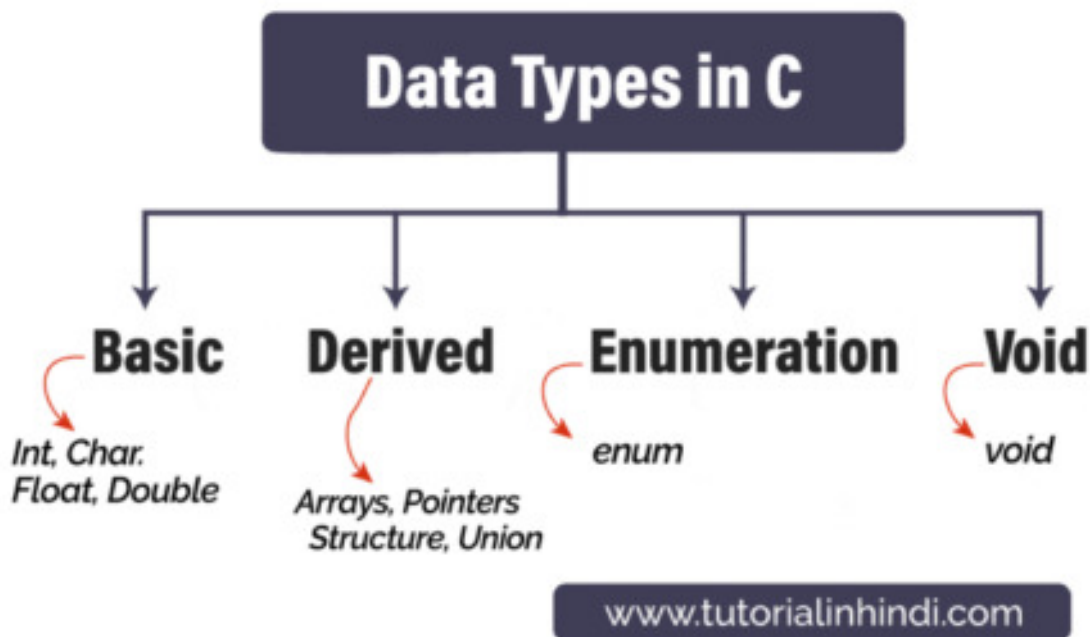 Data Types in C
Basic
Derived
Enumeration
Void
Int, Char.
Float, Double
Arrays, Pointers
Structure, Union
enum
void
www.tutorialinhindi.com